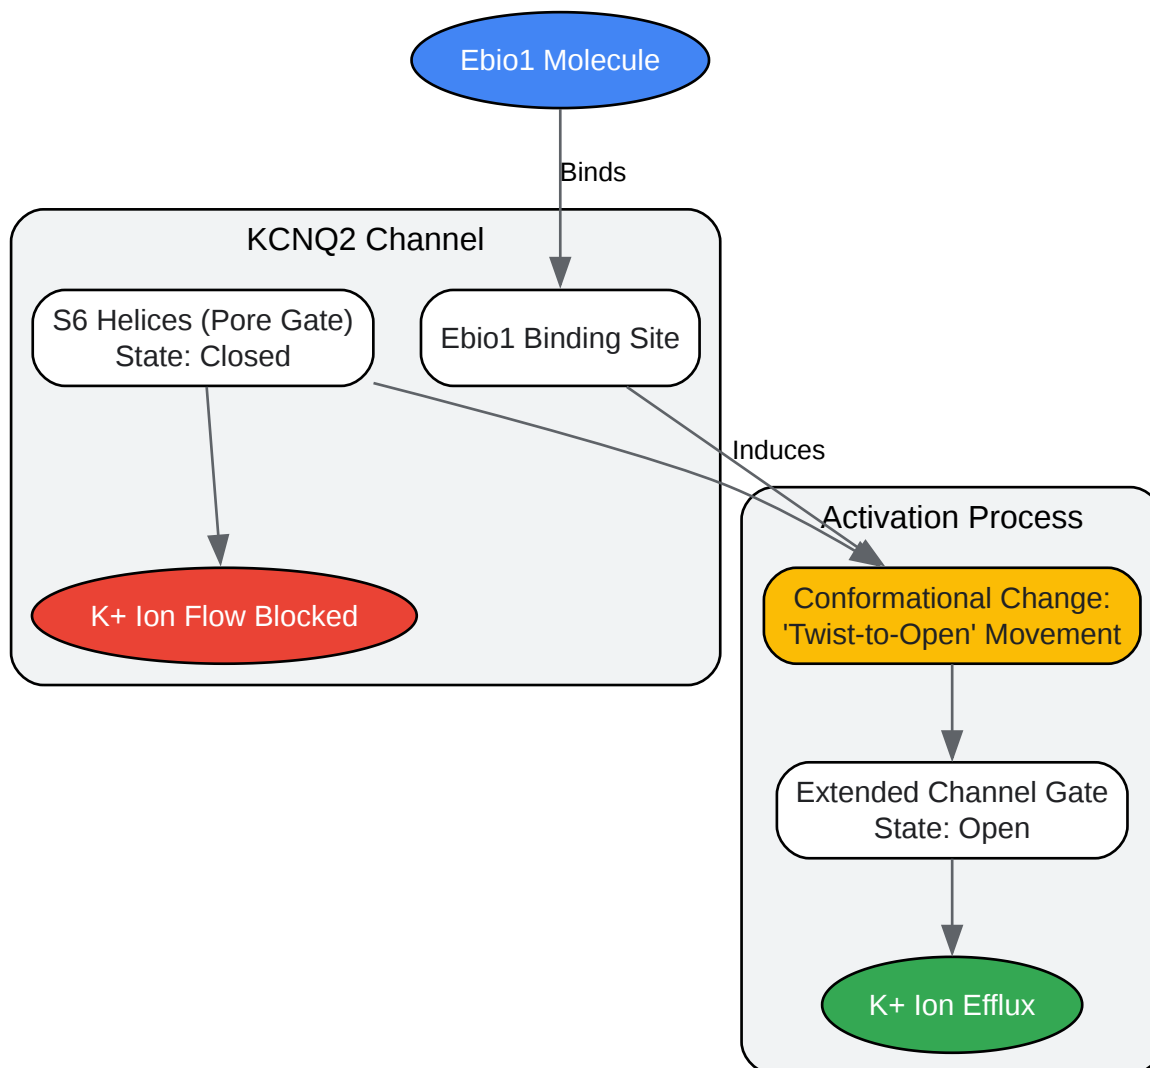 Ebio1 Molecule
Binds
KCNQ2 Channel
S6 Helices (Pore Gate)
State: Closed
Ebio1 Binding Site
Induces
Activation Process
K+ Ion Flow Blocked
Conformational Change:
'Twist-to-Open' Movement
Extended Channel Gate
State: Open
K+ Ion Efflux